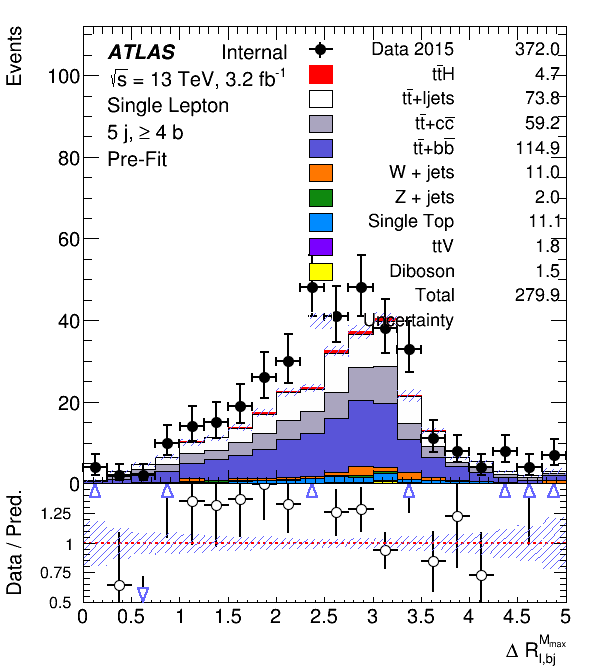 Events
ATLAS Internal
√s = 13 TeV, 3.2 fb-1
Single Lepton
5 j, ≥ 4 b
Pre-Fit
Data 2015 372.0
tt̄H 4.7
tt̄+ljets 73.8
tt̄+cc̄ 59.2
tt̄+bb̄ 114.9
W + jets 11.0
Z + jets 2.0
Single Top 11.1
ttV 1.8
Diboson 1.5
Total 279.9
Uncertainty
100
80
60
40
20
0
Data / Pred.
1.25
1
0.75
0.5
0 0.5 1 1.5 2 2.5 3 3.5 4 4.5 5
Δ R l,bj Mmax